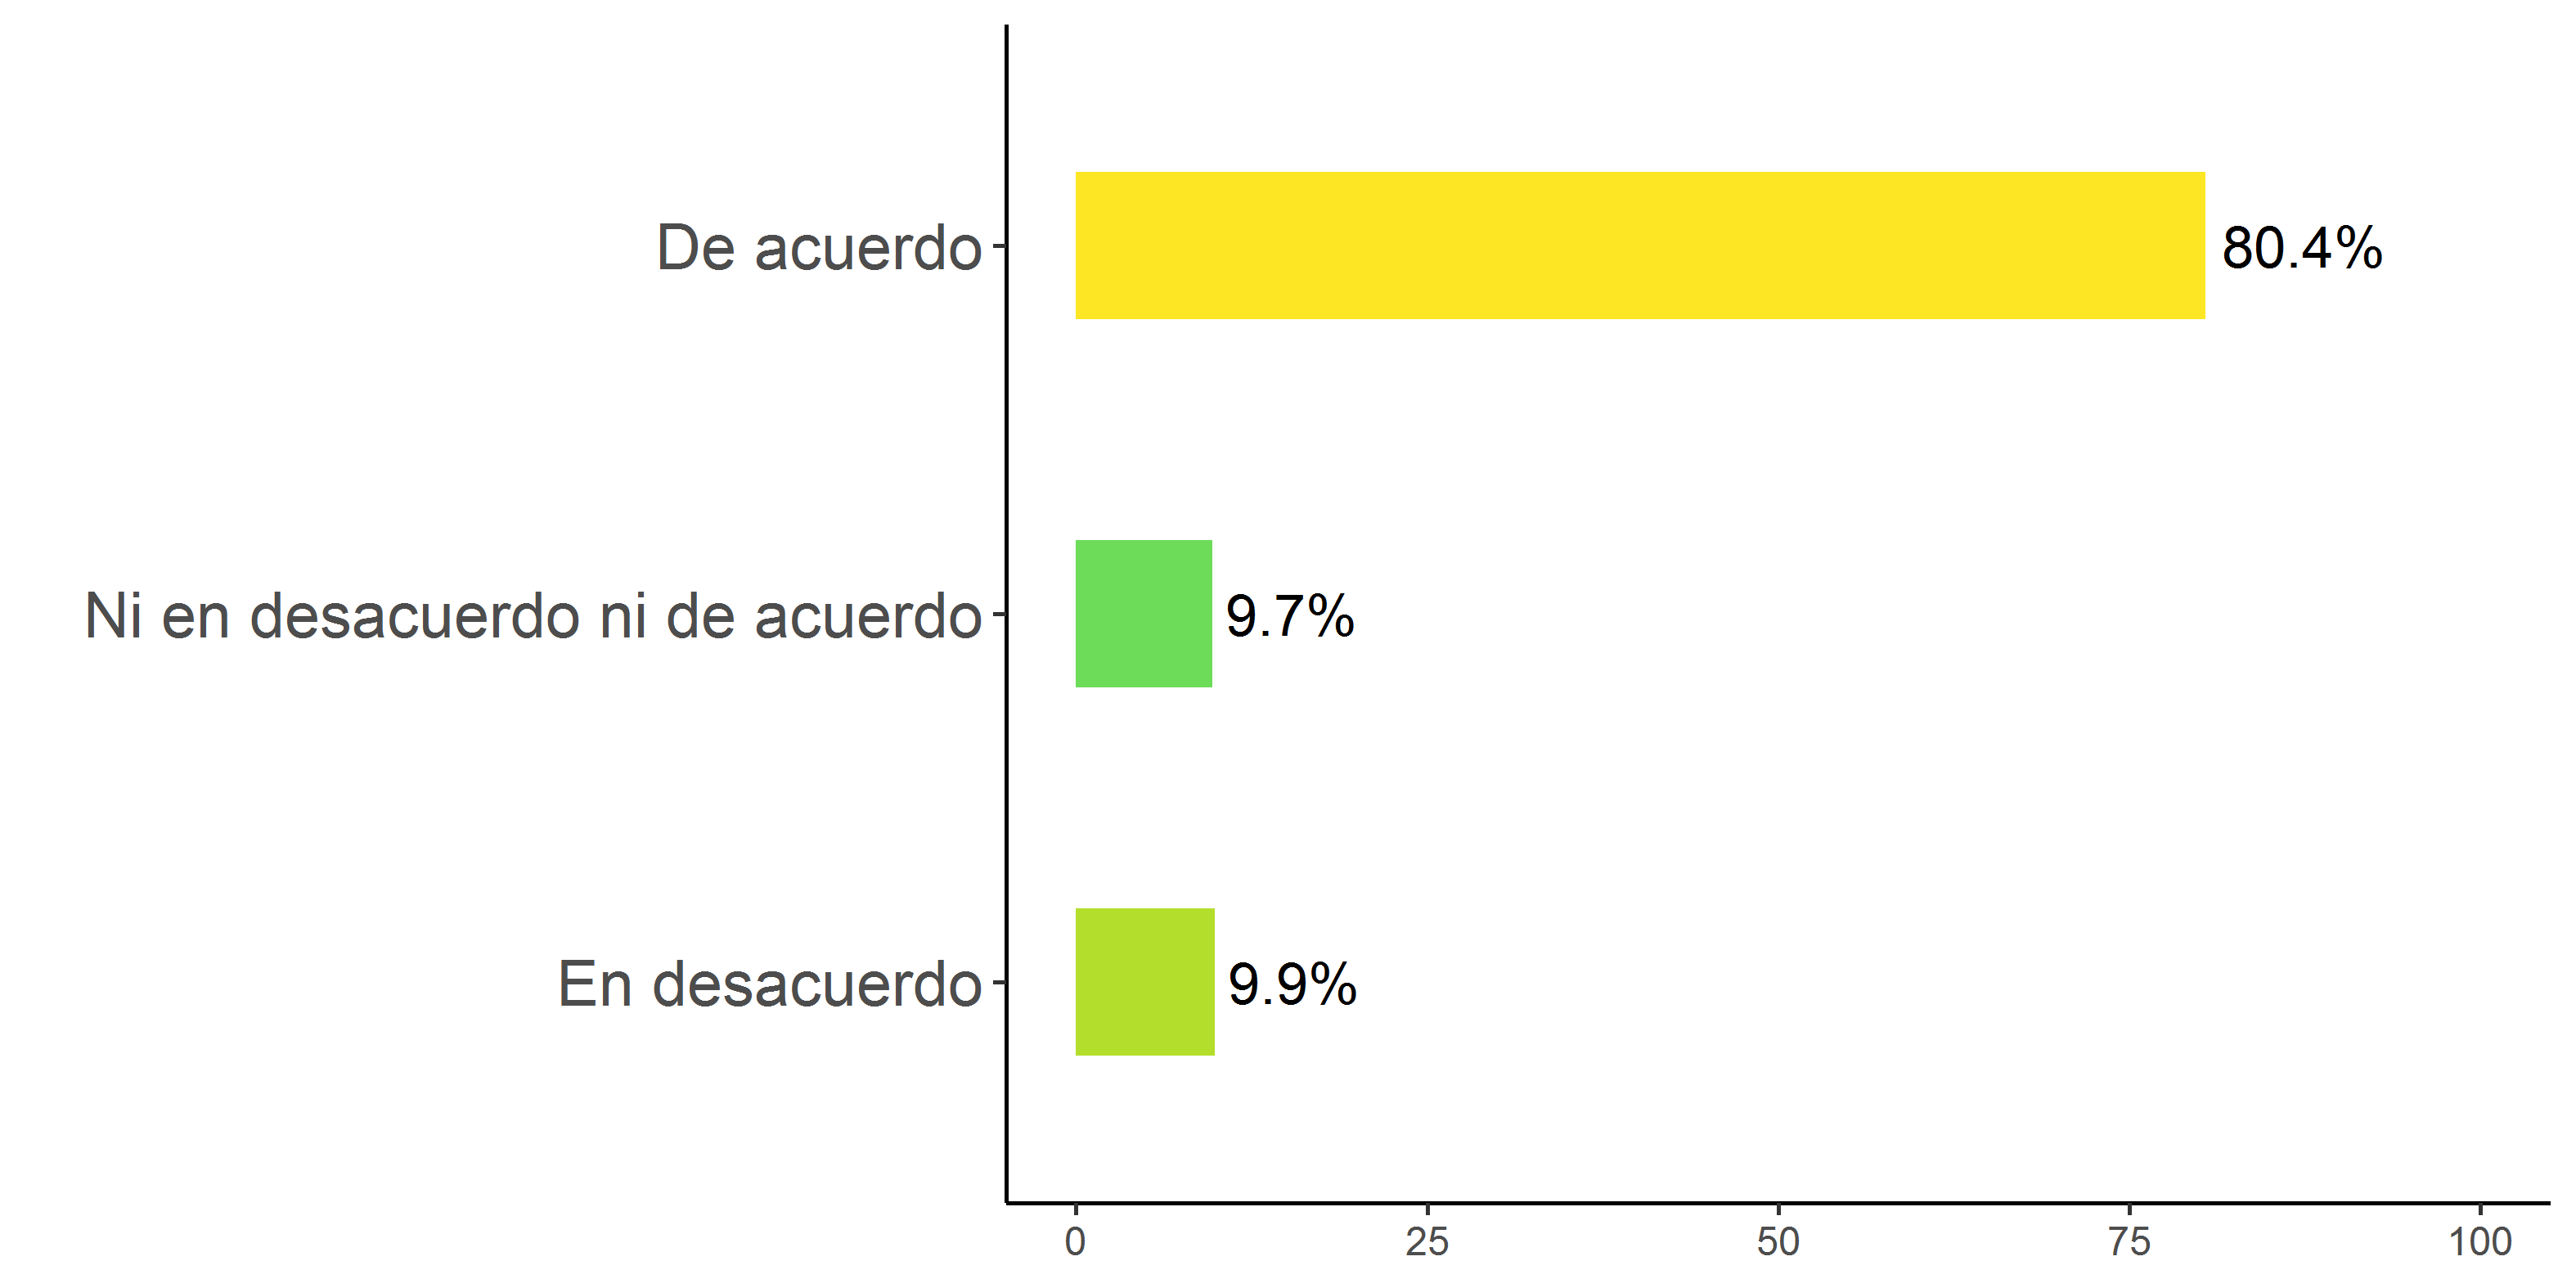 De acuerdo
80.4%
Ni en desacuerdo ni de acuerdo
9.7%
En desacuerdo
9.9%
0 25 50 75 100